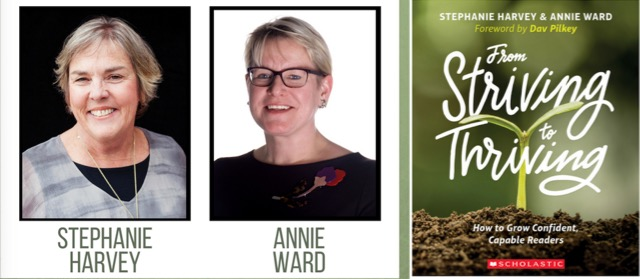 STEPHANIE
HARVEY
ANNIE
WARD
STEPHANIE HARVEY & ANNIE WARD
Foreword by Dav Pilkey
From
Striving
to
Thriving
How to Grow Confident,
Capable Readers
SCHOLASTIC